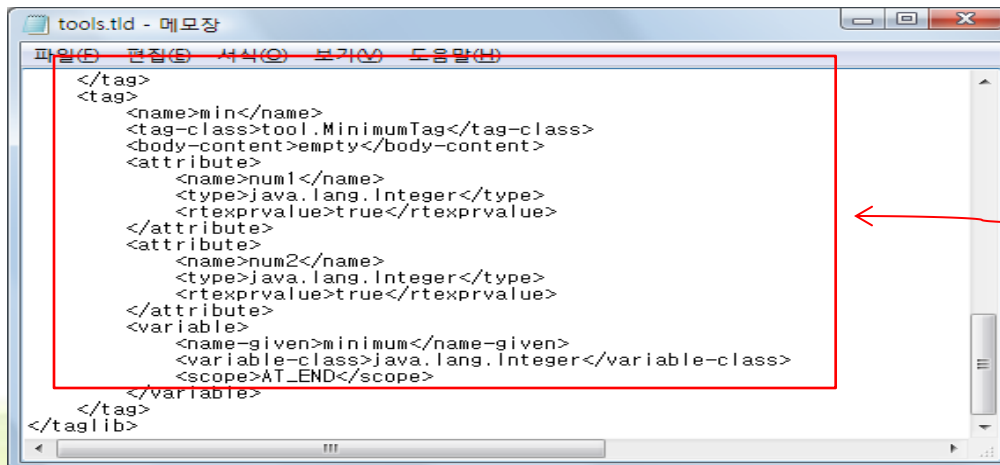 tools.tld - 메모장
파일(F) 편집(E) 서식(O) 보기(V) 도움말(H)
</tag>
<tag>
<name>min</name>
<tag-class>tool.MinimumTag</tag-class>
<body-content>empty</body-content>
<attribute>
<name>num1</name>
<type>java.lang.Integer</type>
<rtexprvalue>true</rtexprvalue>
</attribute>
<attribute>
<name>num2</name>
<type>java.lang.Integer</type>
<rtexprvalue>true</rtexprvalue>
</attribute>
<variable>
<name-given>minimum</name-given>
<variable-class>java.lang.Integer</variable-class>
<scope>AT_END</scope>
</variable>
</tag>
</taglib>